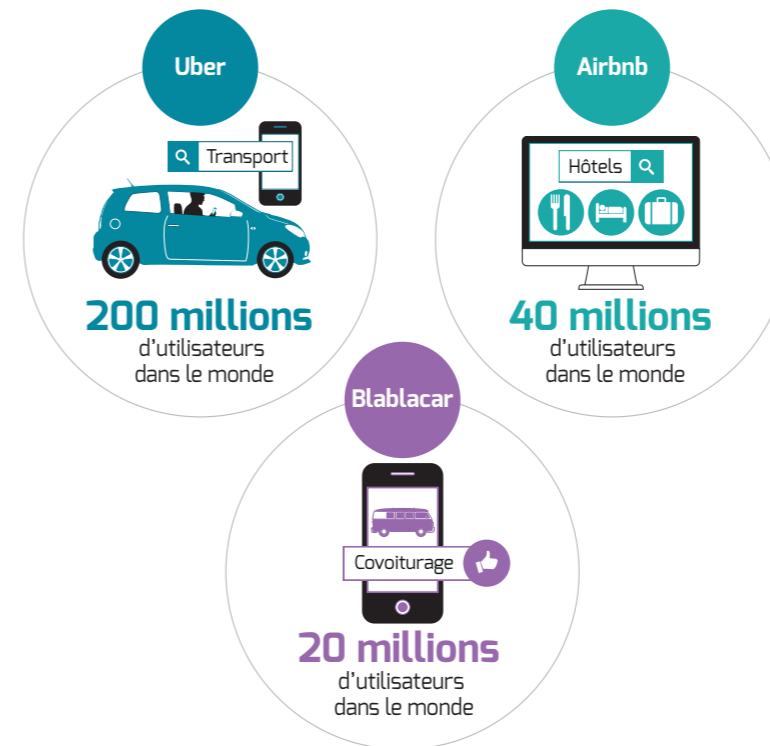 Uber
Transport
200 millions
d'utilisateurs
dans le monde
Airbnb
Hôtels
40 millions
d'utilisateurs
dans le monde
Blablacar
Covoiturage
20 millions
d'utilisateurs
dans le monde